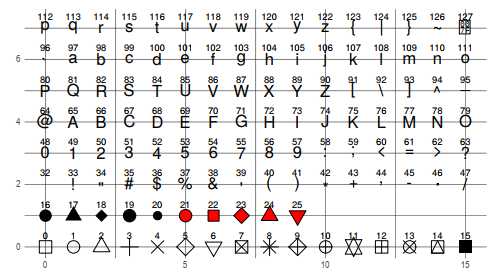 112 113 114 115 116 117 118 119 120 121 122 123 124 125 126 127
p q r s t u v w x y z { | } ~
96 97 98 99 100 101 102 103 104 105 106 107 108 109 110 111
6 ` a b c d e f g h i j k l m n o
80 81 82 83 84 85 86 87 88 89 90 91 92 93 94 95
P Q R S T U V W X Y Z [ \ ] ^ _
64 65 66 67 68 69 70 71 72 73 74 75 76 77 78 79
4 @ A B C D E F G H I J K L M N O
48 49 50 51 52 53 54 55 56 57 58 59 60 61 62 63
0 1 2 3 4 5 6 7 8 9 : ; < = > ?
32 33 34 35 36 37 38 39 40 41 42 43 44 45 46 47
2 ! " # $ % & ' ( ) * + , - . /
16 17 18 19 20 21 22 23 24 25
0 1 2 3 4 5 6 7 8 9 10 11 12 13 14 15
0
0 5 10 15